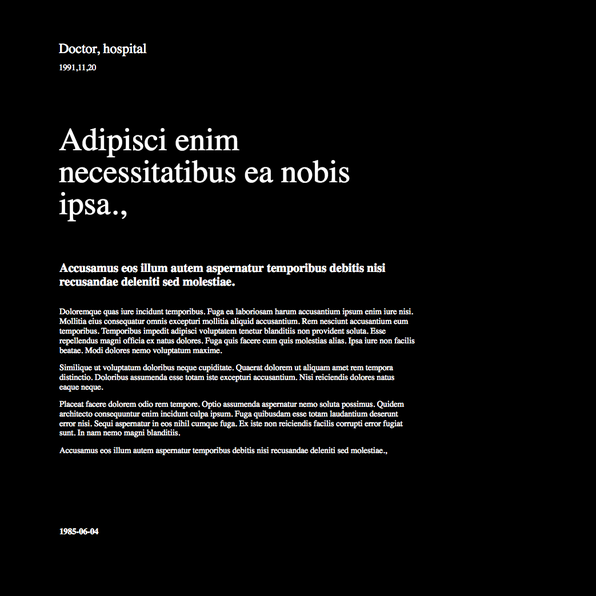 Doctor, hospital
1991,11,20
Adipisci enim
necessitatibus ea nobis
ipsa.,
Accusamus eos illum autem aspernatur temporibus debitis nisi
recusandae deleniti sed molestiae.
Doloremque quas iure incidunt temporibus. Fuga ea laboriosam harum accusantium ipsum enim iure nisi.
Mollitia eius consequatur omnis excepturi mollitia aliquid accusantium. Rem nesciunt accusantium eum
temporibus. Temporibus impedit adipisci voluptatem tenetur blanditiis non provident soluta. Esse
repellendus magni officia ex natus dolores. Fuga quis facere cum quis molestias alias. Ipsa iure non facilis
beatae. Modi dolores nemo voluptatum maxime.
Similique ut voluptatum doloribus neque cupiditate. Quaerat dolorem ut aliquam amet rem tempora
distinctio. Doloribus assumenda esse totam iste excepturi accusantium. Nisi reiciendis dolores natus
eaque neque.
Placeat facere dolorem odio rem tempore. Optio assumenda aspernatur nemo soluta possimus. Quidem
architecto consequuntur enim incidunt culpa ipsum. Fuga quibusdam esse totam laudantium deserunt
error nisi. Sequi aspernatur in eos nihil cumque fuga. Ex iste non reiciendis facilis corrupti error fugiat
sunt. In nam nemo magni blanditiis.
Accusamus eos illum autem aspernatur temporibus debitis nisi recusandae deleniti sed molestiae.,
1985-06-04